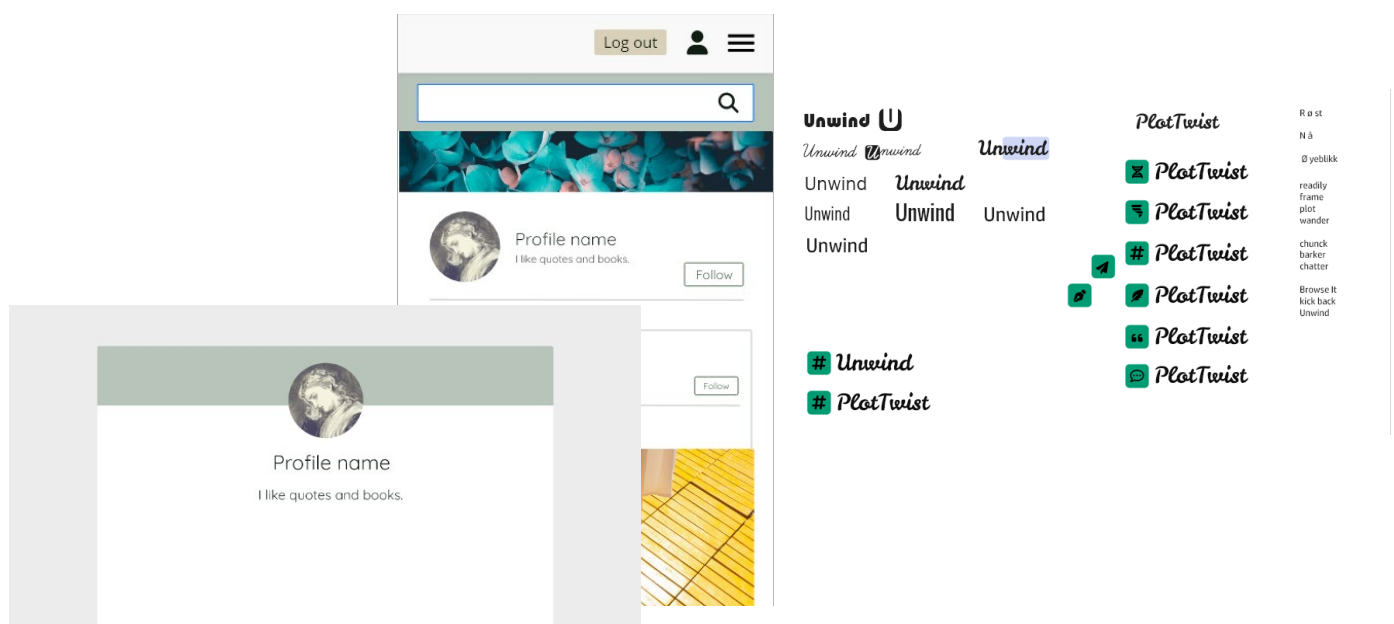 Log out
Profile name
I like quotes and books.
Follow
Follow
Profile name
I like quotes and books.
Unwind U
Unwind Unwind
Unwind
Unwind Unwind
Unwind Unwind Unwind
Unwind
# Unwind
# PlotTwist
PlotTwist
PlotTwist
PlotTwist
# PlotTwist
PlotTwist
“ PlotTwist
PlotTwist
R ø st
N å
Ø yeblikk
readily
frame
plot
wander
chunck
barker
chatter
Browse It
kick back
Unwind